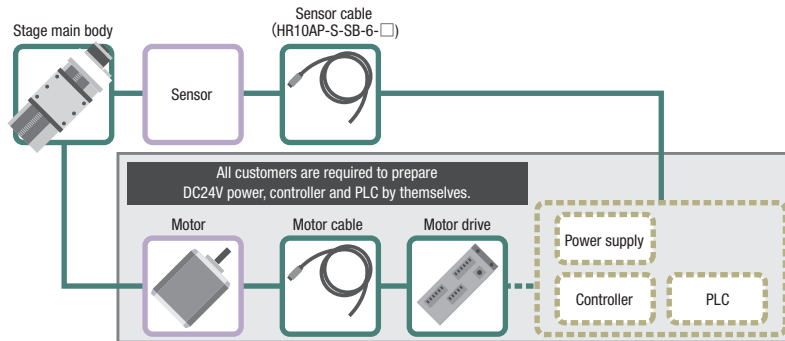 Stage main body
Sensor cable
(HR10AP-S-SB-6-□)
Sensor
All customers are required to prepare
DC24V power, controller and PLC by themselves.
Motor
Motor cable
Motor drive
Power supply
Controller
PLC